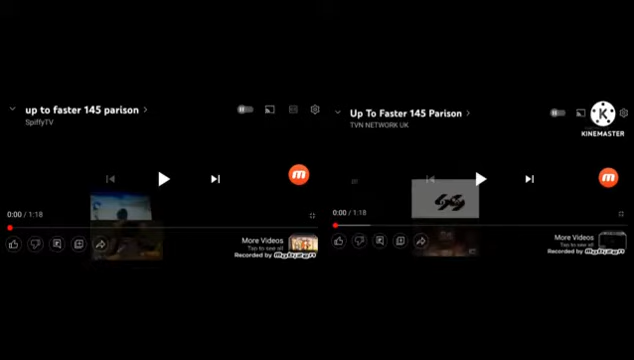 up to faster 145 parison
SpiffyTV
0:00 / 1:18
More Videos
Tap to see all
Recorded by
Up To Faster 145 Parison
TVN NETWORK UK
KINEMASTER
0:00 / 1:18
More Videos
Tap to see all
Recorded by